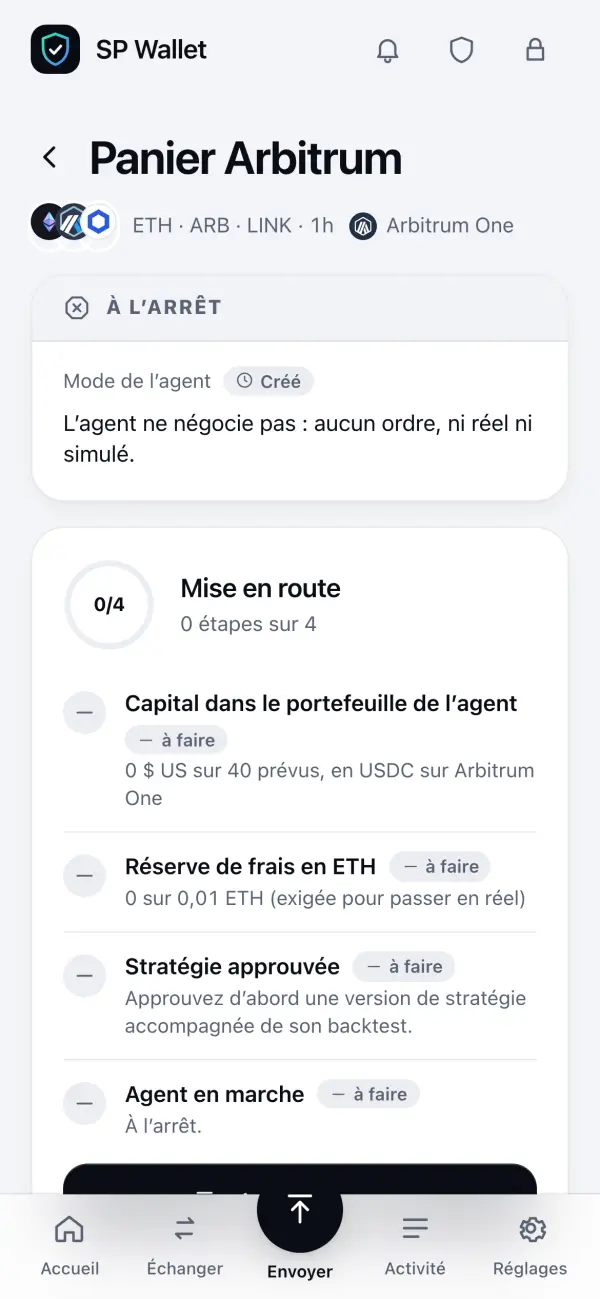 SP Wallet
Panier Arbitrum
ETH · ARB · LINK · 1h Arbitrum One
À L’ARRÊT
Mode de l’agent Créé
L’agent ne négocie pas : aucun ordre, ni réel ni
simulé.
0/4
Mise en route
0 étapes sur 4
Capital dans le portefeuille de l’agent
— à faire
0 $ US sur 40 prévus, en USDC sur Arbitrum
One
Réserve de frais en ETH — à faire
0 sur 0,01 ETH (exigée pour passer en réel)
Stratégie approuvée — à faire
Approuvez d’abord une version de stratégie
accompagnée de son backtest.
Agent en marche — à faire
À l’arrêt.
Accueil Échanger Envoyer Activité Réglages